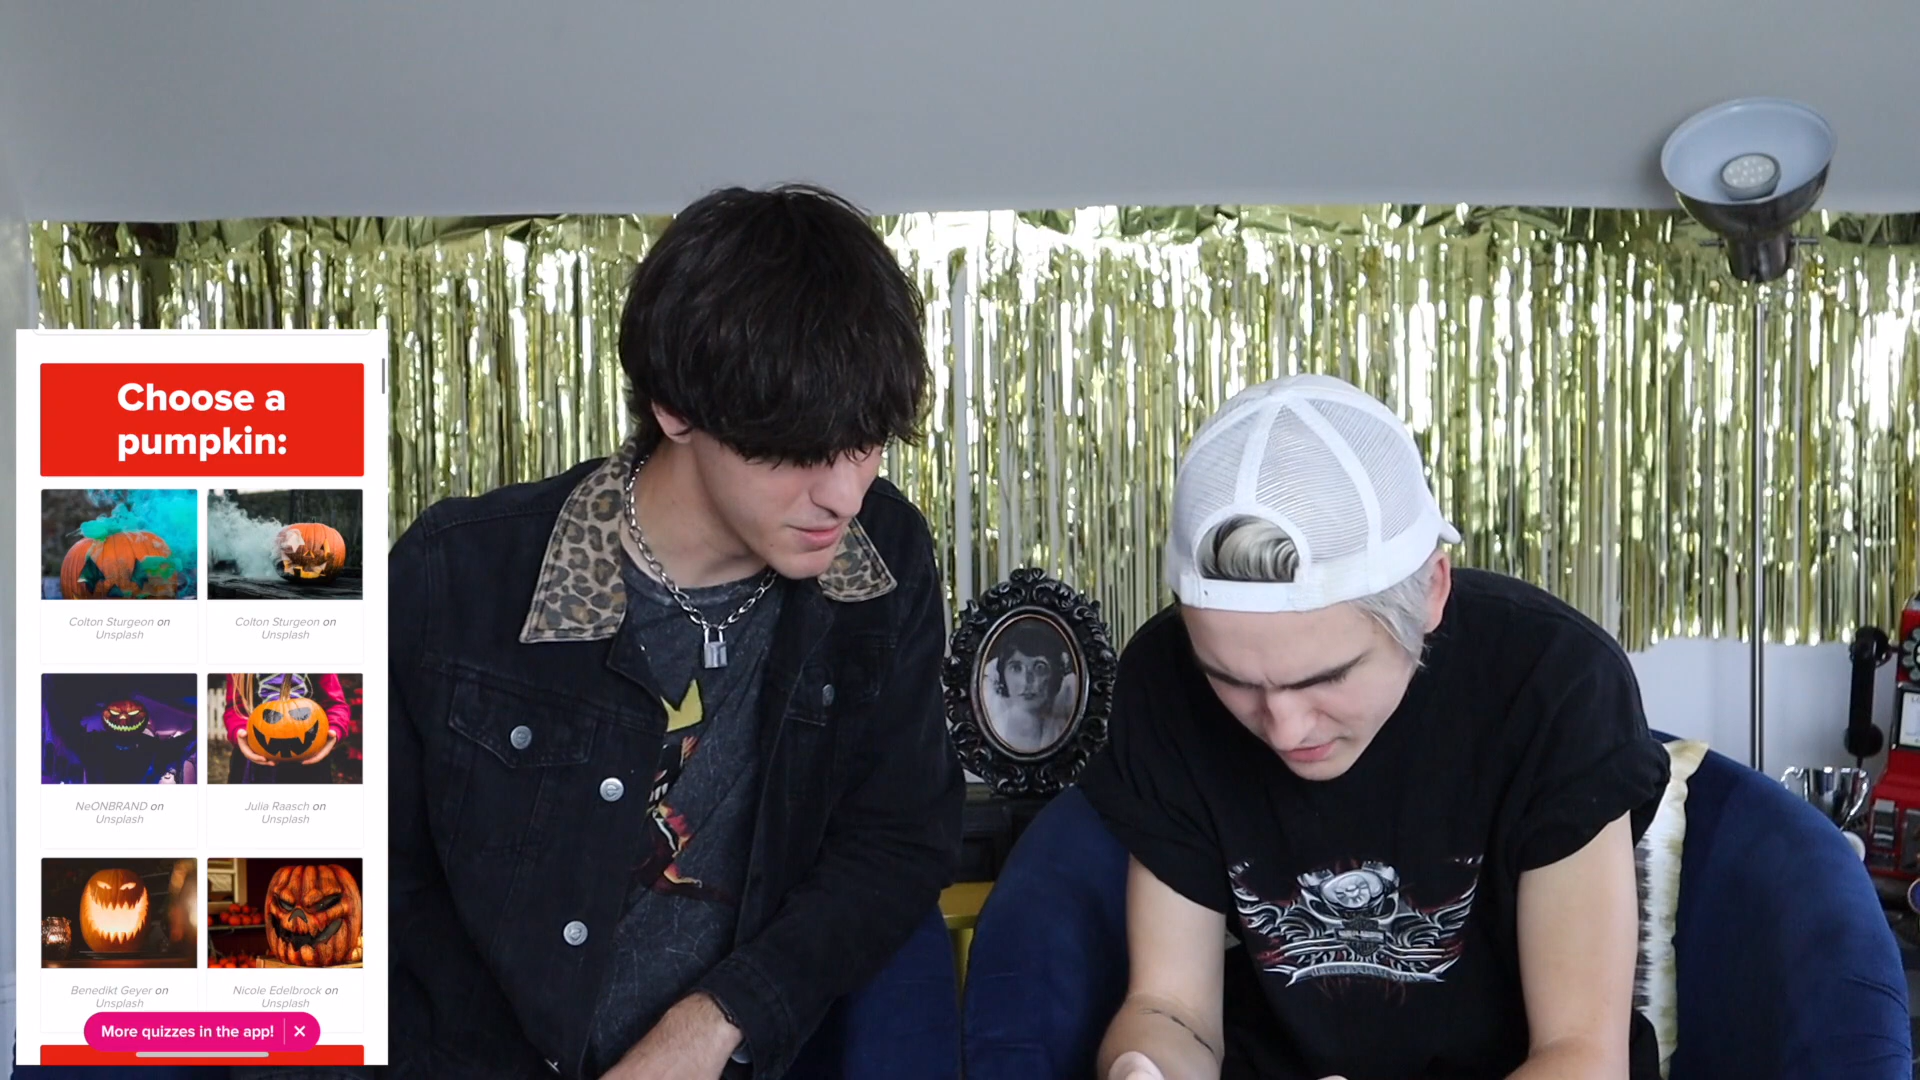 Choose a
pumpkin:
Colton Sturgeon on
Unsplash
Colton Sturgeon on
Unsplash
NeONBRAND on
Unsplash
Julia Raasch on
Unsplash
Benedikt Geyer on
Unsplash
Nicole Edelbrock on
Unsplash
More quizzes in the app! ×